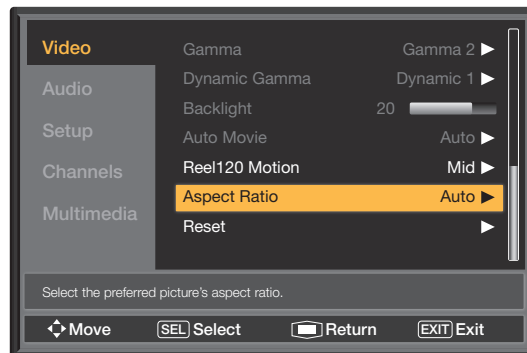 Video
Audio
Setup
Channels
Multimedia
Gamma Gamma 2
Dynamic Gamma Dynamic 1
Backlight 20
Auto Movie Auto
Reel120 Motion Mid
Aspect Ratio Auto
Reset
Select the preferred picture's aspect ratio.
Move SEL Select Return EXIT Exit